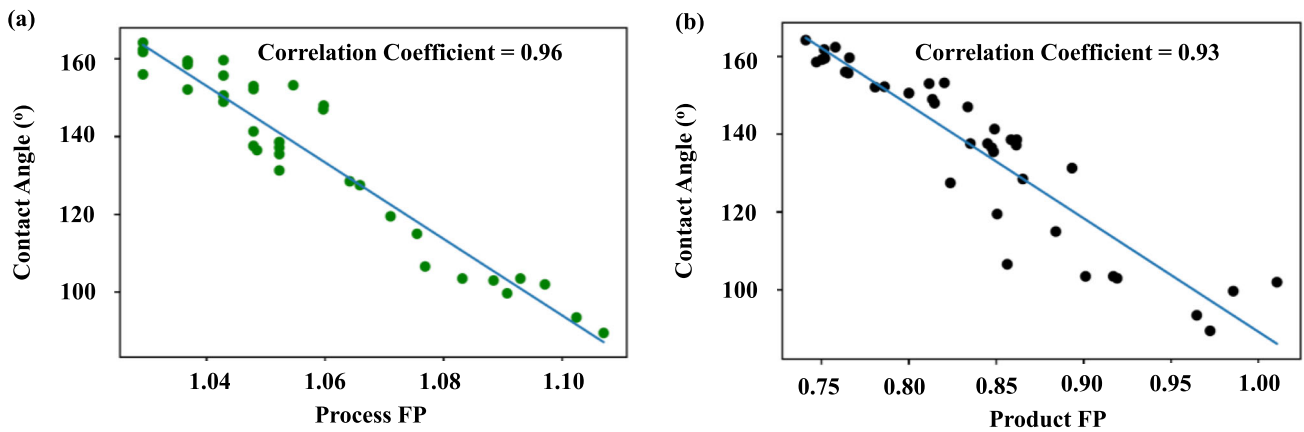 (a)
Correlation Coefficient = 0.96
160
140
120
100
Contact Angle (º)
1.04 1.06 1.08 1.10
Process FP
(b)
Correlation Coefficient = 0.93
160
140
120
100
Contact Angle (º)
0.75 0.80 0.85 0.90 0.95 1.00
Product FP